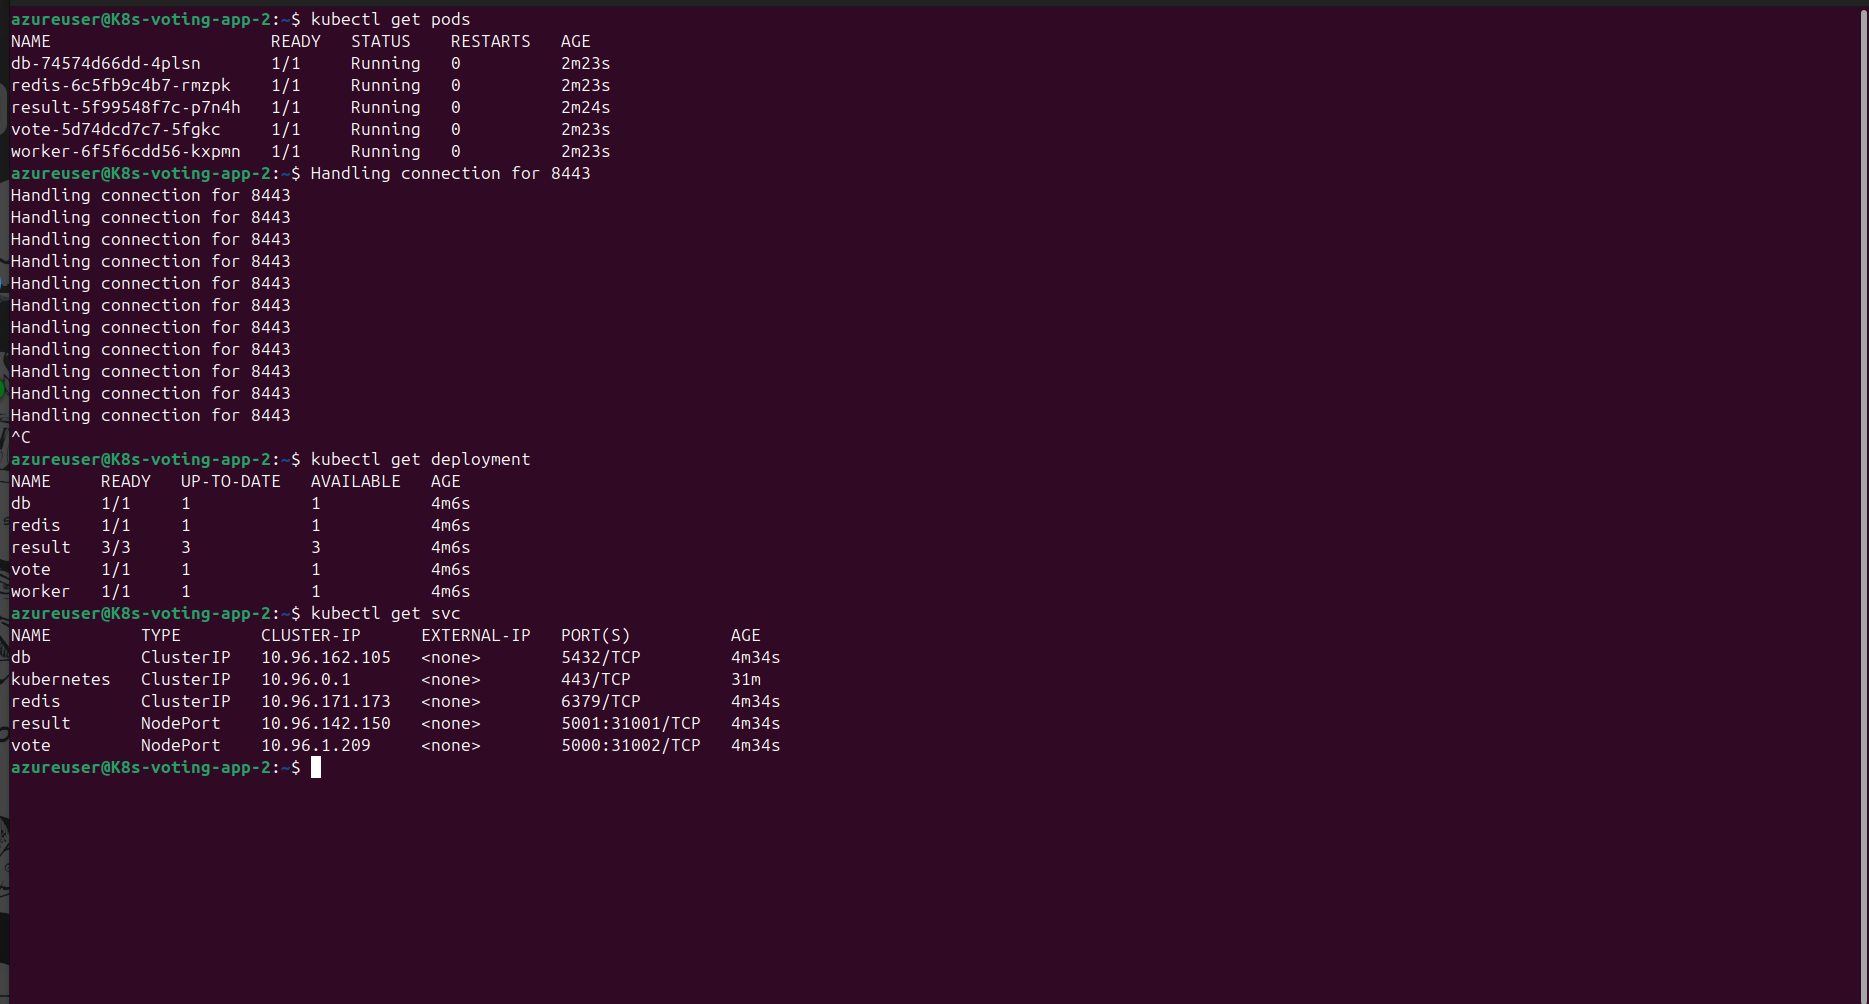 azureuser@K8s-voting-app-2:~$ kubectl get pods
NAME                      READY   STATUS    RESTARTS   AGE
db-74574d66dd-4plsn       1/1     Running   0          2m23s
redis-6c5fb9c4b7-rmzpk    1/1     Running   0          2m23s
result-5f99548f7c-p7n4h   1/1     Running   0          2m24s
vote-5d74dcd7c7-5fgkc     1/1     Running   0          2m23s
worker-6f5f6cdd56-kxpmn   1/1     Running   0          2m23s
azureuser@K8s-voting-app-2:~$ Handling connection for 8443
Handling connection for 8443
Handling connection for 8443
Handling connection for 8443
Handling connection for 8443
Handling connection for 8443
Handling connection for 8443
Handling connection for 8443
Handling connection for 8443
Handling connection for 8443
Handling connection for 8443
Handling connection for 8443
^C
azureuser@K8s-voting-app-2:~$ kubectl get deployment
NAME     READY   UP-TO-DATE   AVAILABLE   AGE
db       1/1     1            1           4m6s
redis    1/1     1            1           4m6s
result   3/3     3            3           4m6s
vote     1/1     1            1           4m6s
worker   1/1     1            1           4m6s
azureuser@K8s-voting-app-2:~$ kubectl get svc
NAME         TYPE        CLUSTER-IP      EXTERNAL-IP   PORT(S)          AGE
db           ClusterIP   10.96.162.105   <none>        5432/TCP         4m34s
kubernetes   ClusterIP   10.96.0.1       <none>        443/TCP          31m
redis        ClusterIP   10.96.171.173   <none>        6379/TCP         4m34s
result       NodePort    10.96.142.150   <none>        5001:31001/TCP   4m34s
vote         NodePort    10.96.1.209     <none>        5000:31002/TCP   4m34s
azureuser@K8s-voting-app-2:~$